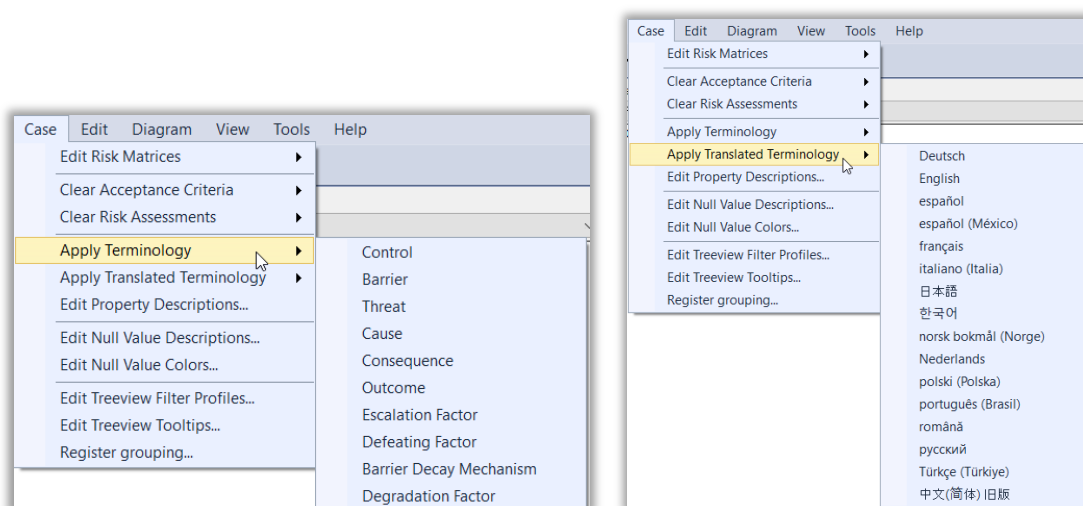 Case Edit Diagram View Tools Help
Edit Risk Matrices
Clear Acceptance Criteria
Clear Risk Assessments
Apply Terminology
Apply Translated Terminology
Edit Property Descriptions...
Edit Null Value Descriptions...
Edit Null Value Colors...
Edit Treeview Filter Profiles...
Edit Treeview Tooltips...
Register grouping...
Control
Barrier
Threat
Cause
Consequence
Outcome
Escalation Factor
Defeating Factor
Barrier Decay Mechanism
Degradation Factor
Case Edit Diagram View Tools Help
Edit Risk Matrices
Clear Acceptance Criteria
Clear Risk Assessments
Apply Terminology
Apply Translated Terminology
Edit Property Descriptions...
Edit Null Value Descriptions...
Edit Null Value Colors...
Edit Treeview Filter Profiles...
Edit Treeview Tooltips...
Register grouping...
Deutsch
English
español
español (México)
français
italiano (Italia)
日本語
한국어
norsk bokmål (Norge)
Nederlands
polski (Polska)
português (Brasil)
română
русский
Türkçe (Türkiye)
中文(简体) 旧版